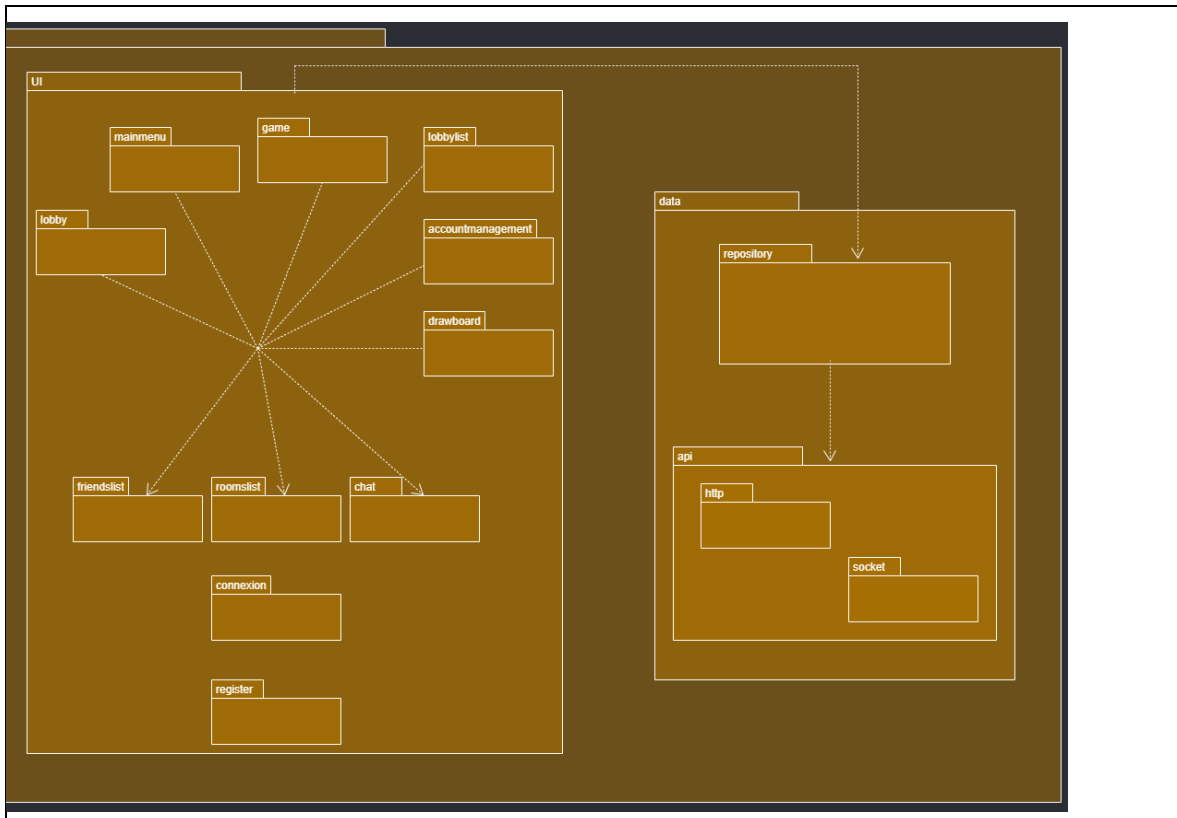 UI
game
mainmenu
lobbylist
lobby
accountmanagement
drawboard
friendslist
roomslist
chat
connexion
register
data
repository
api
http
socket